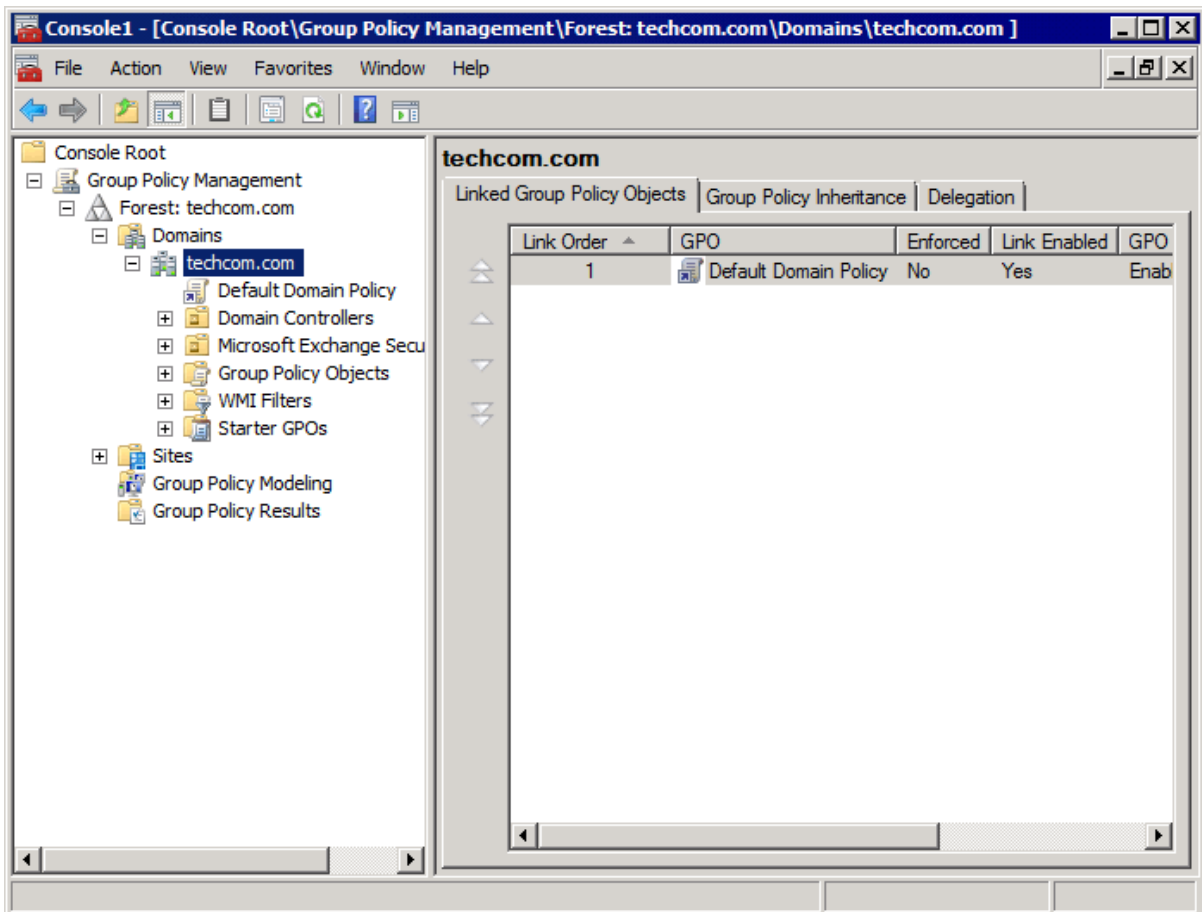 Console1 - [Console Root\Group Policy Management\Forest: techcom.com\Domains\techcom.com ]
File Action View Favorites Window Help
Console Root
Group Policy Management
Forest: techcom.com
Domains
techcom.com
Default Domain Policy
Domain Controllers
Microsoft Exchange Secu
Group Policy Objects
WMI Filters
Starter GPOs
Sites
Group Policy Modeling
Group Policy Results
techcom.com
Linked Group Policy Objects Group Policy Inheritance Delegation
Link Order GPO Enforced Link Enabled GPO
1 Default Domain Policy No Yes Enab